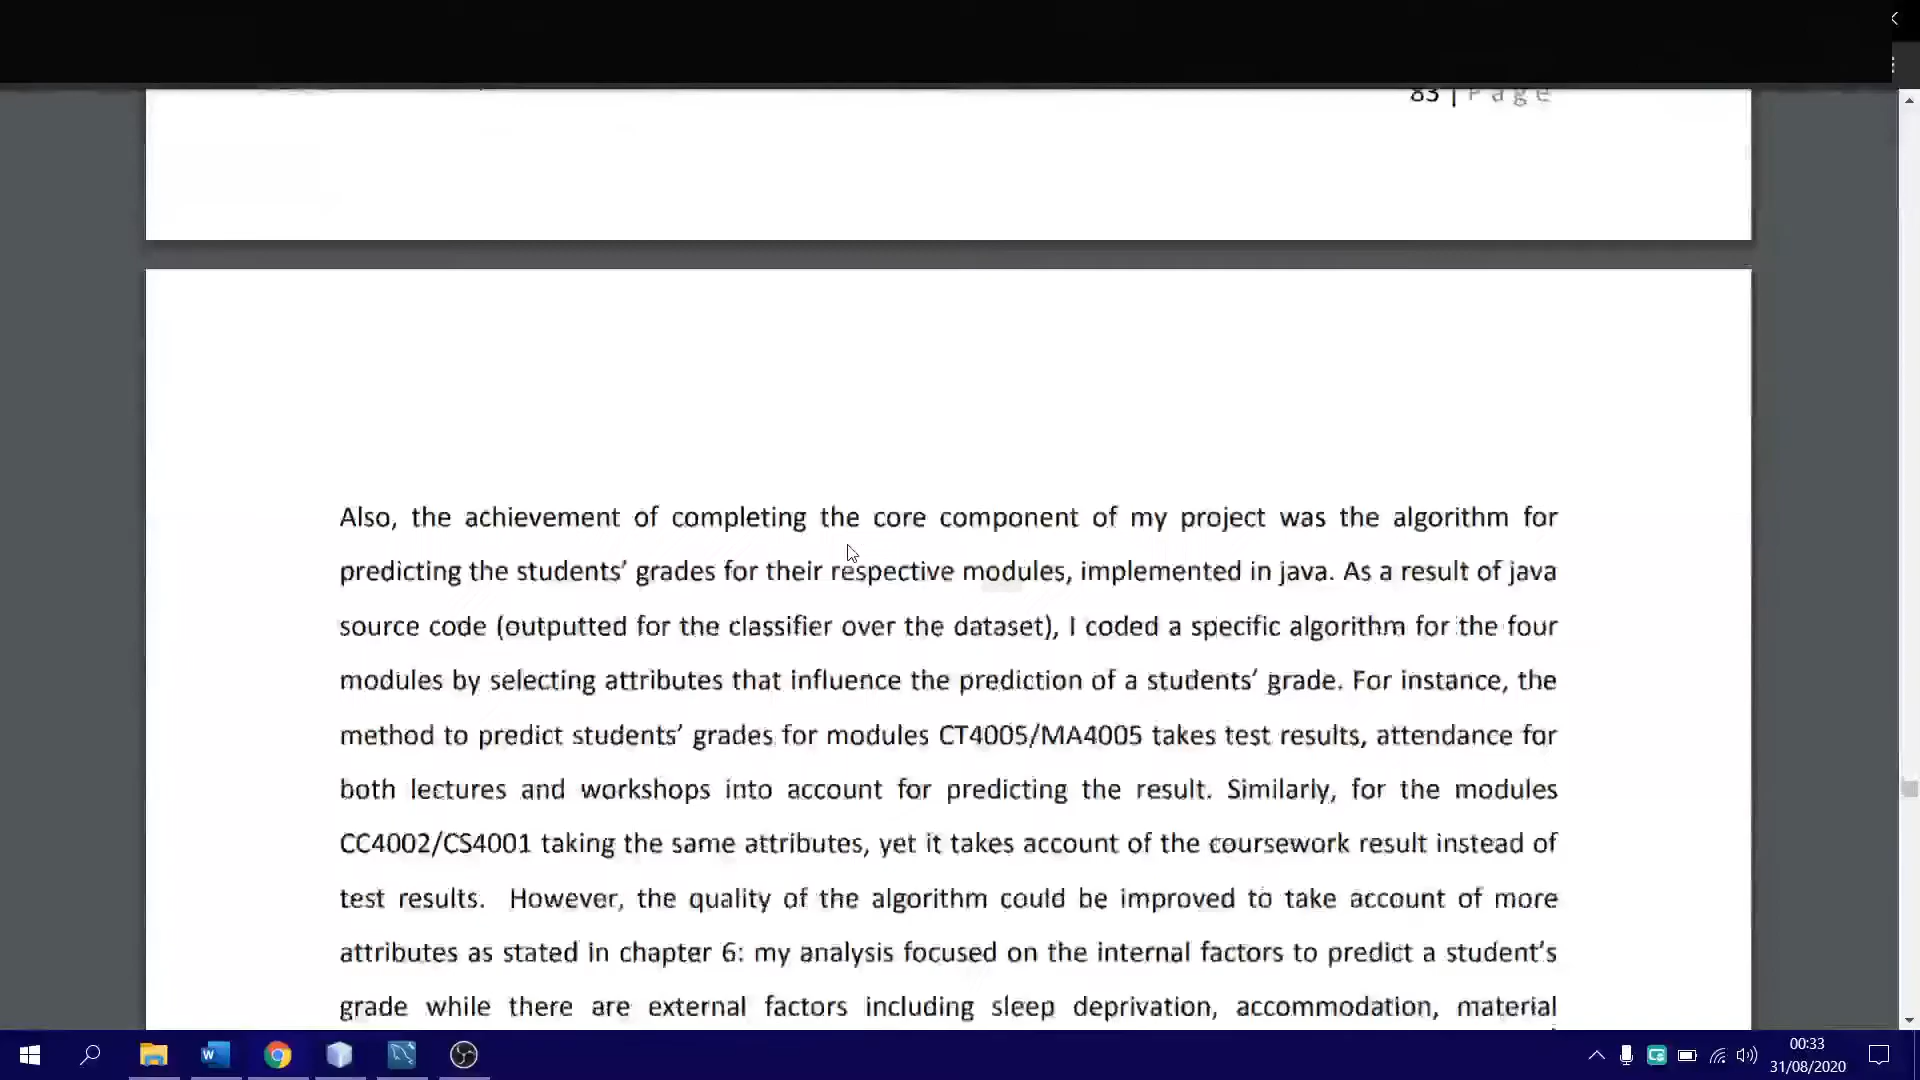 83 | Page
Also, the achievement of completing the core component of my project was the algorithm for
predicting the students’ grades for their respective modules, implemented in java. As a result of java
source code (outputted for the classifier over the dataset), I coded a specific algorithm for the four
modules by selecting attributes that influence the prediction of a students’ grade. For instance, the
method to predict students’ grades for modules CT4005/MA4005 takes test results, attendance for
both lectures and workshops into account for predicting the result. Similarly, for the modules
CC4002/CS4001 taking the same attributes, yet it takes account of the coursework result instead of
test results. However, the quality of the algorithm could be improved to take account of more
attributes as stated in chapter 6: my analysis focused on the internal factors to predict a student’s
grade while there are external factors including sleep deprivation, accommodation, material
00:33
31/08/2020